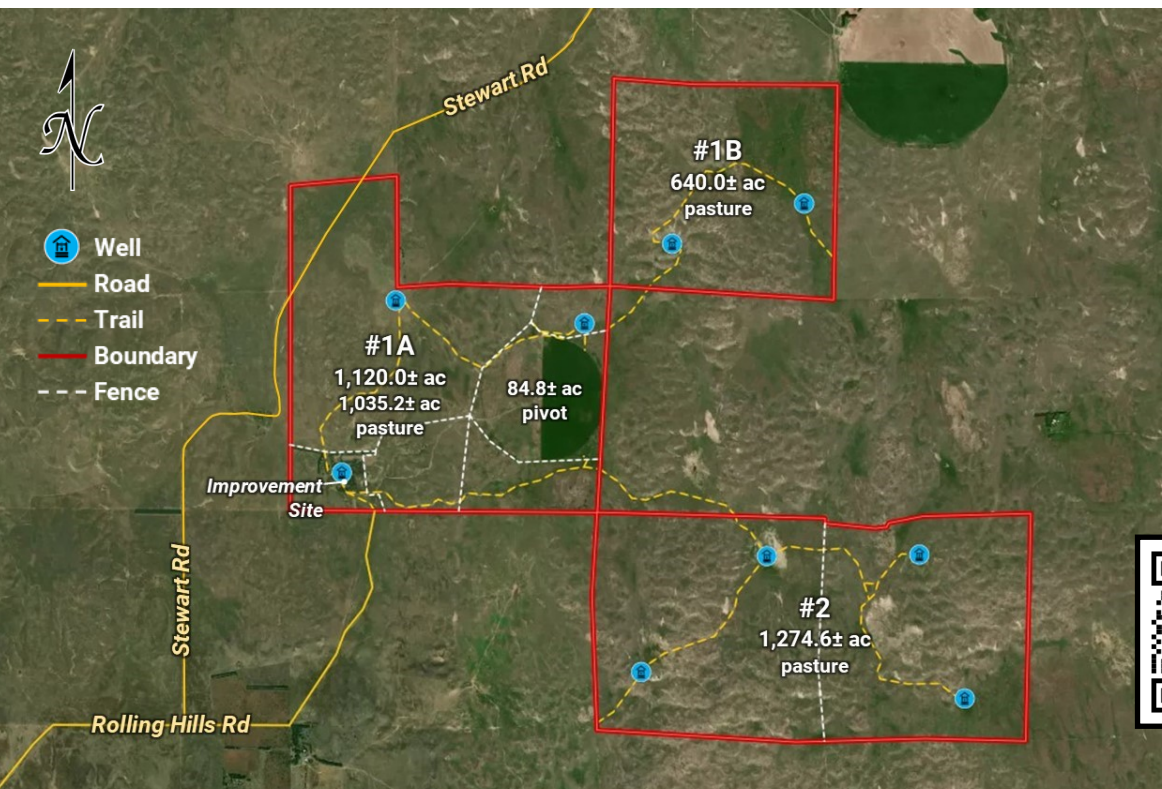 Stewart Rd
N
#1B
640.0± ac
pasture
Well
Road
Trail
Boundary
Fence
#1A
1,120.0± ac
1,035.2± ac
pasture
84.8± ac
pivot
Improvement
Site
Stewart Rd
#2
1,274.6± ac
pasture
Rolling Hills Rd